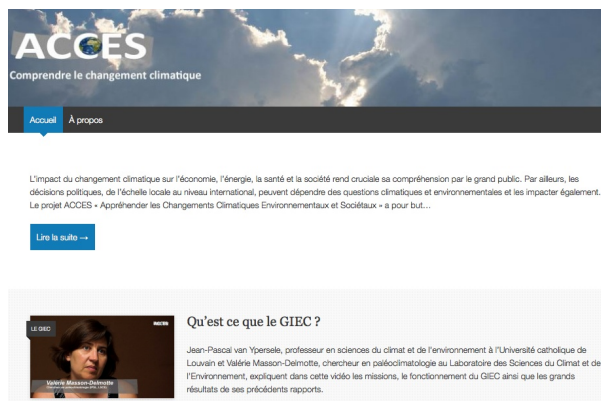 ACCES
Comprendre le changement climatique
Accueil À propos
L'impact du changement climatique sur l'économie, l'énergie, la santé et la société rend cruciale sa compréhension par le grand public. Par ailleurs, les
décisions politiques, de l'échelle locale au niveau international, peuvent dépendre des questions climatiques et environnementales et les impacter également.
Le projet ACCES « Appréhender les Changements Climatiques Environnementaux et Sociétaux » a pour but…
Lire la suite →
LE GIEC
ACCES
Valérie Masson-Delmotte
Qu'est ce que le GIEC ?
Jean-Pascal van Ypersele, professeur en sciences du climat et de l'environnement à l'Université catholique de
Louvain et Valérie Masson-Delmotte, chercheur en paléoclimatologie au Laboratoire des Sciences du Climat et de
l'Environnement, expliquent dans cette vidéo les missions, le fonctionnement du GIEC ainsi que les grands
résultats de ses précédents rapports.